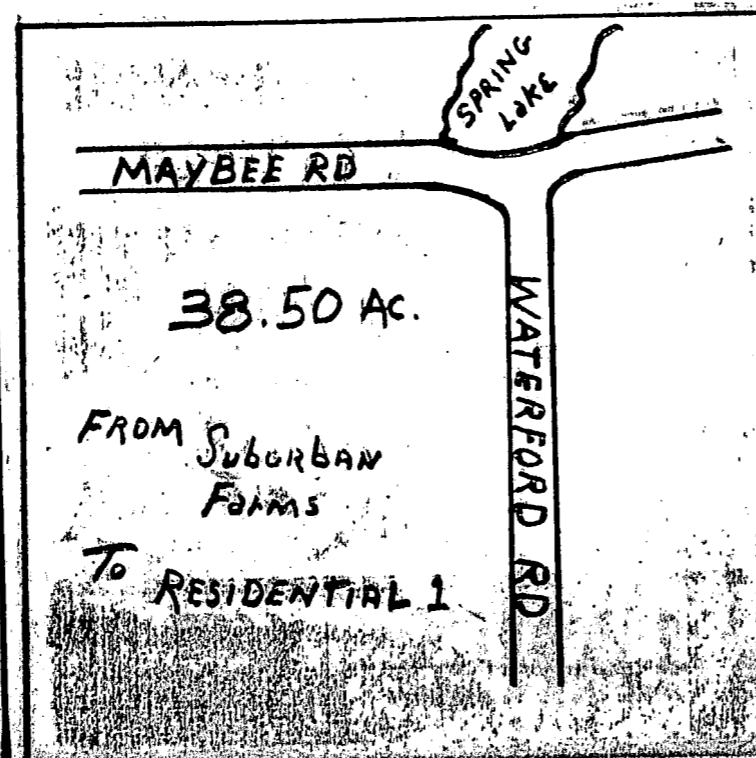 SPRING
LakE
MAYBEE RD
38.50 AC.
WATERFORD RD
FROM Suburban
Farms
To RESIDENTIAL 1